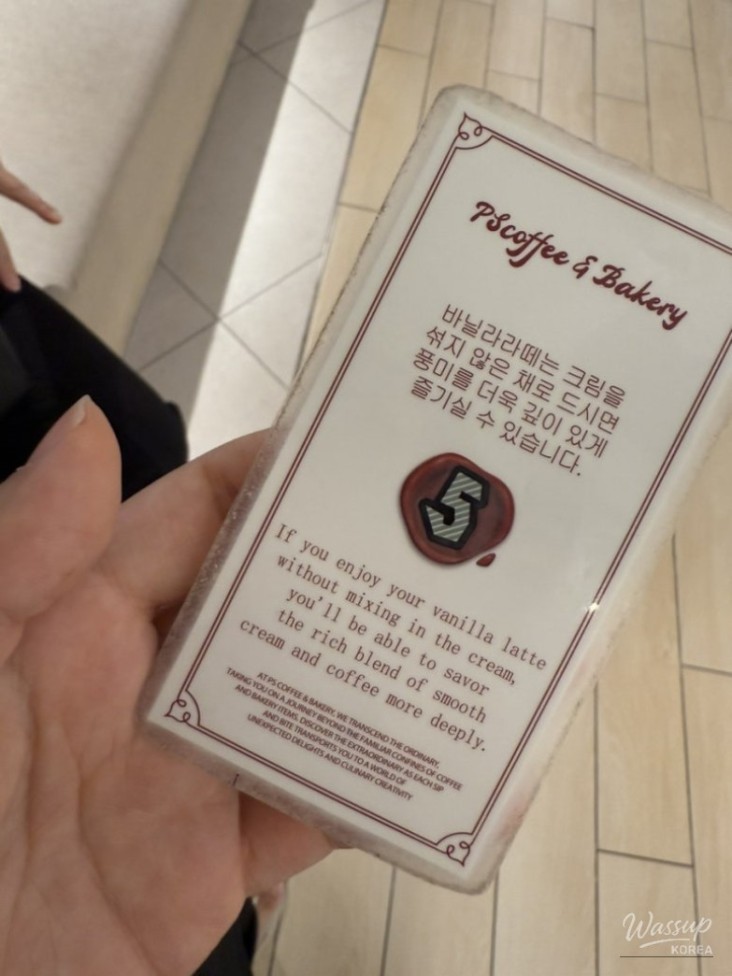 PScoffee & Bakery
바닐라라떼는 크림을
섞지 않은 채로 드시면
풍미를 더욱 깊이 있게
즐기실 수 있습니다.
5
If you enjoy your vanilla latte
without mixing in the cream,
you'll be able to savor
the rich blend of smooth
cream and coffee more deeply.
AT PS COFFEE & BAKERY, WE TRANSCEND THE ORDINARY,
TAKING YOU ON A JOURNEY BEYOND THE FAMILIAR CONFINES OF COFFEE
AND BAKERY ITEMS, DISCOVER THE EXTRAORDINARY AS EACH SIP
AND BITE TRANSPORTS YOU TO A WORLD OF
UNEXPECTED DELIGHTS AND CULINARY CREATIVITY
Wassup
KOREA